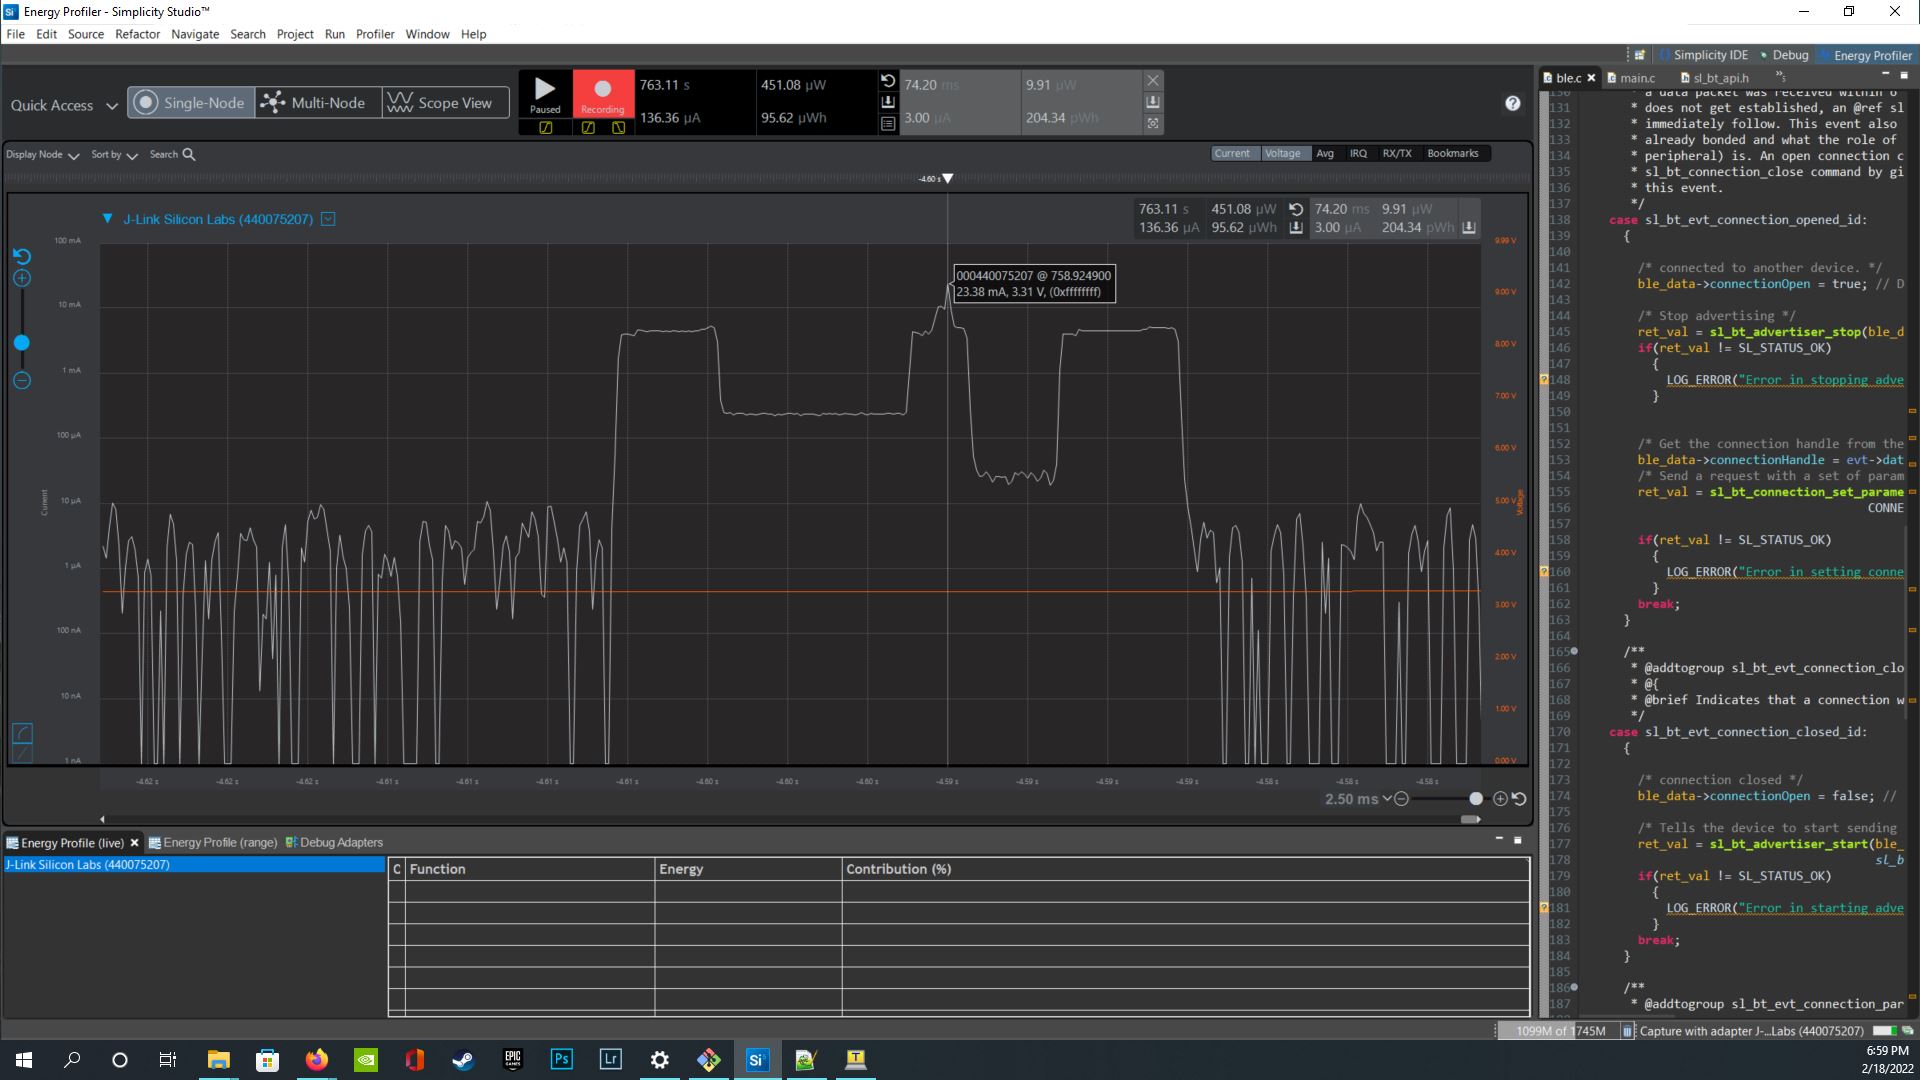 Energy Profiler - Simplicity Studio™
File Edit Source Refactor Navigate Search Project Run Profiler Window Help
Simplicity IDE Debug Energy Profiler
Quick Access Single-Node Multi-Node Scope View
Paused Recording
763.11 s 451.08 µW 74.20 ms 9.91 µW
136.36 µA 95.62 µWh 3.00 µA 204.34 pWh
Display Node Sort by Search
Current Voltage Avg IRQ RX/TX Bookmarks
-4.60 s
J-Link Silicon Labs (440075207)
763.11 s 451.08 µW 74.20 ms 9.91 µW
136.36 µA 95.62 µWh 3.00 µA 204.34 pWh
000440075207 @ 758.924900
23.38 mA, 3.31 V, (0xffffffff)
100 mA
10 mA
1 mA
100 µA
10 µA
1 µA
100 nA
10 nA
1 nA
Current
9.99 V
9.00 V
8.00 V
7.00 V
6.00 V
5.00 V
4.00 V
3.00 V
2.00 V
1.00 V
0.00 V
Voltage
-4.62 s -4.62 s -4.62 s -4.61 s -4.61 s -4.61 s -4.61 s -4.60 s -4.60 s -4.60 s -4.59 s -4.59 s -4.59 s -4.59 s -4.58 s -4.58 s -4.58 s
2.50 ms
Energy Profile (live) Energy Profile (range) Debug Adapters
J-Link Silicon Labs (440075207)
C Function Energy Contribution (%)
ble.c main.c sl_bt_api.h »5
130 * a data packet was received within 6
131 * does not get established, an @ref sl
132 * immediately follow. This event also
133 * already bonded and what the role of
134 * peripheral) is. An open connection c
135 * sl_bt_connection_close command by gi
136 * this event.
137 */
138 case sl_bt_evt_connection_opened_id:
139 {
140
141 /* connected to another device. */
142 ble_data->connectionOpen = true; // D
143
144 /* Stop advertising */
145 ret_val = sl_bt_advertiser_stop(ble_d
146 if(ret_val != SL_STATUS_OK)
147 {
148 LOG_ERROR("Error in stopping adve
149 }
150
151
152 /* Get the connection handle from the
153 ble_data->connectionHandle = evt->dat
154 /* Send a request with a set of param
155 ret_val = sl_bt_connection_set_parame
156 CONNE
157
158 if(ret_val != SL_STATUS_OK)
159 {
160 LOG_ERROR("Error in setting conne
161 }
162 break;
163 }
164
165 /**
166 * @addtogroup sl_bt_evt_connection_clo
167 * @{
168 * @brief Indicates that a connection w
169 */
170 case sl_bt_evt_connection_closed_id:
171 {
172
173 /* connection closed */
174 ble_data->connectionOpen = false; //
175
176 /* Tells the device to start sending
177 ret_val = sl_bt_advertiser_start(ble_
178 sl_b
179 if(ret_val != SL_STATUS_OK)
180 {
181 LOG_ERROR("Error in starting adve
182 }
183 break;
184 }
185
186 /**
187 * @addtogroup sl_bt_evt_connection_par
1099M of 1745M Capture with adapter J-...Labs (440075207)
EPIC GAMES Ps Lr Si T
6:59 PM
2/18/2022